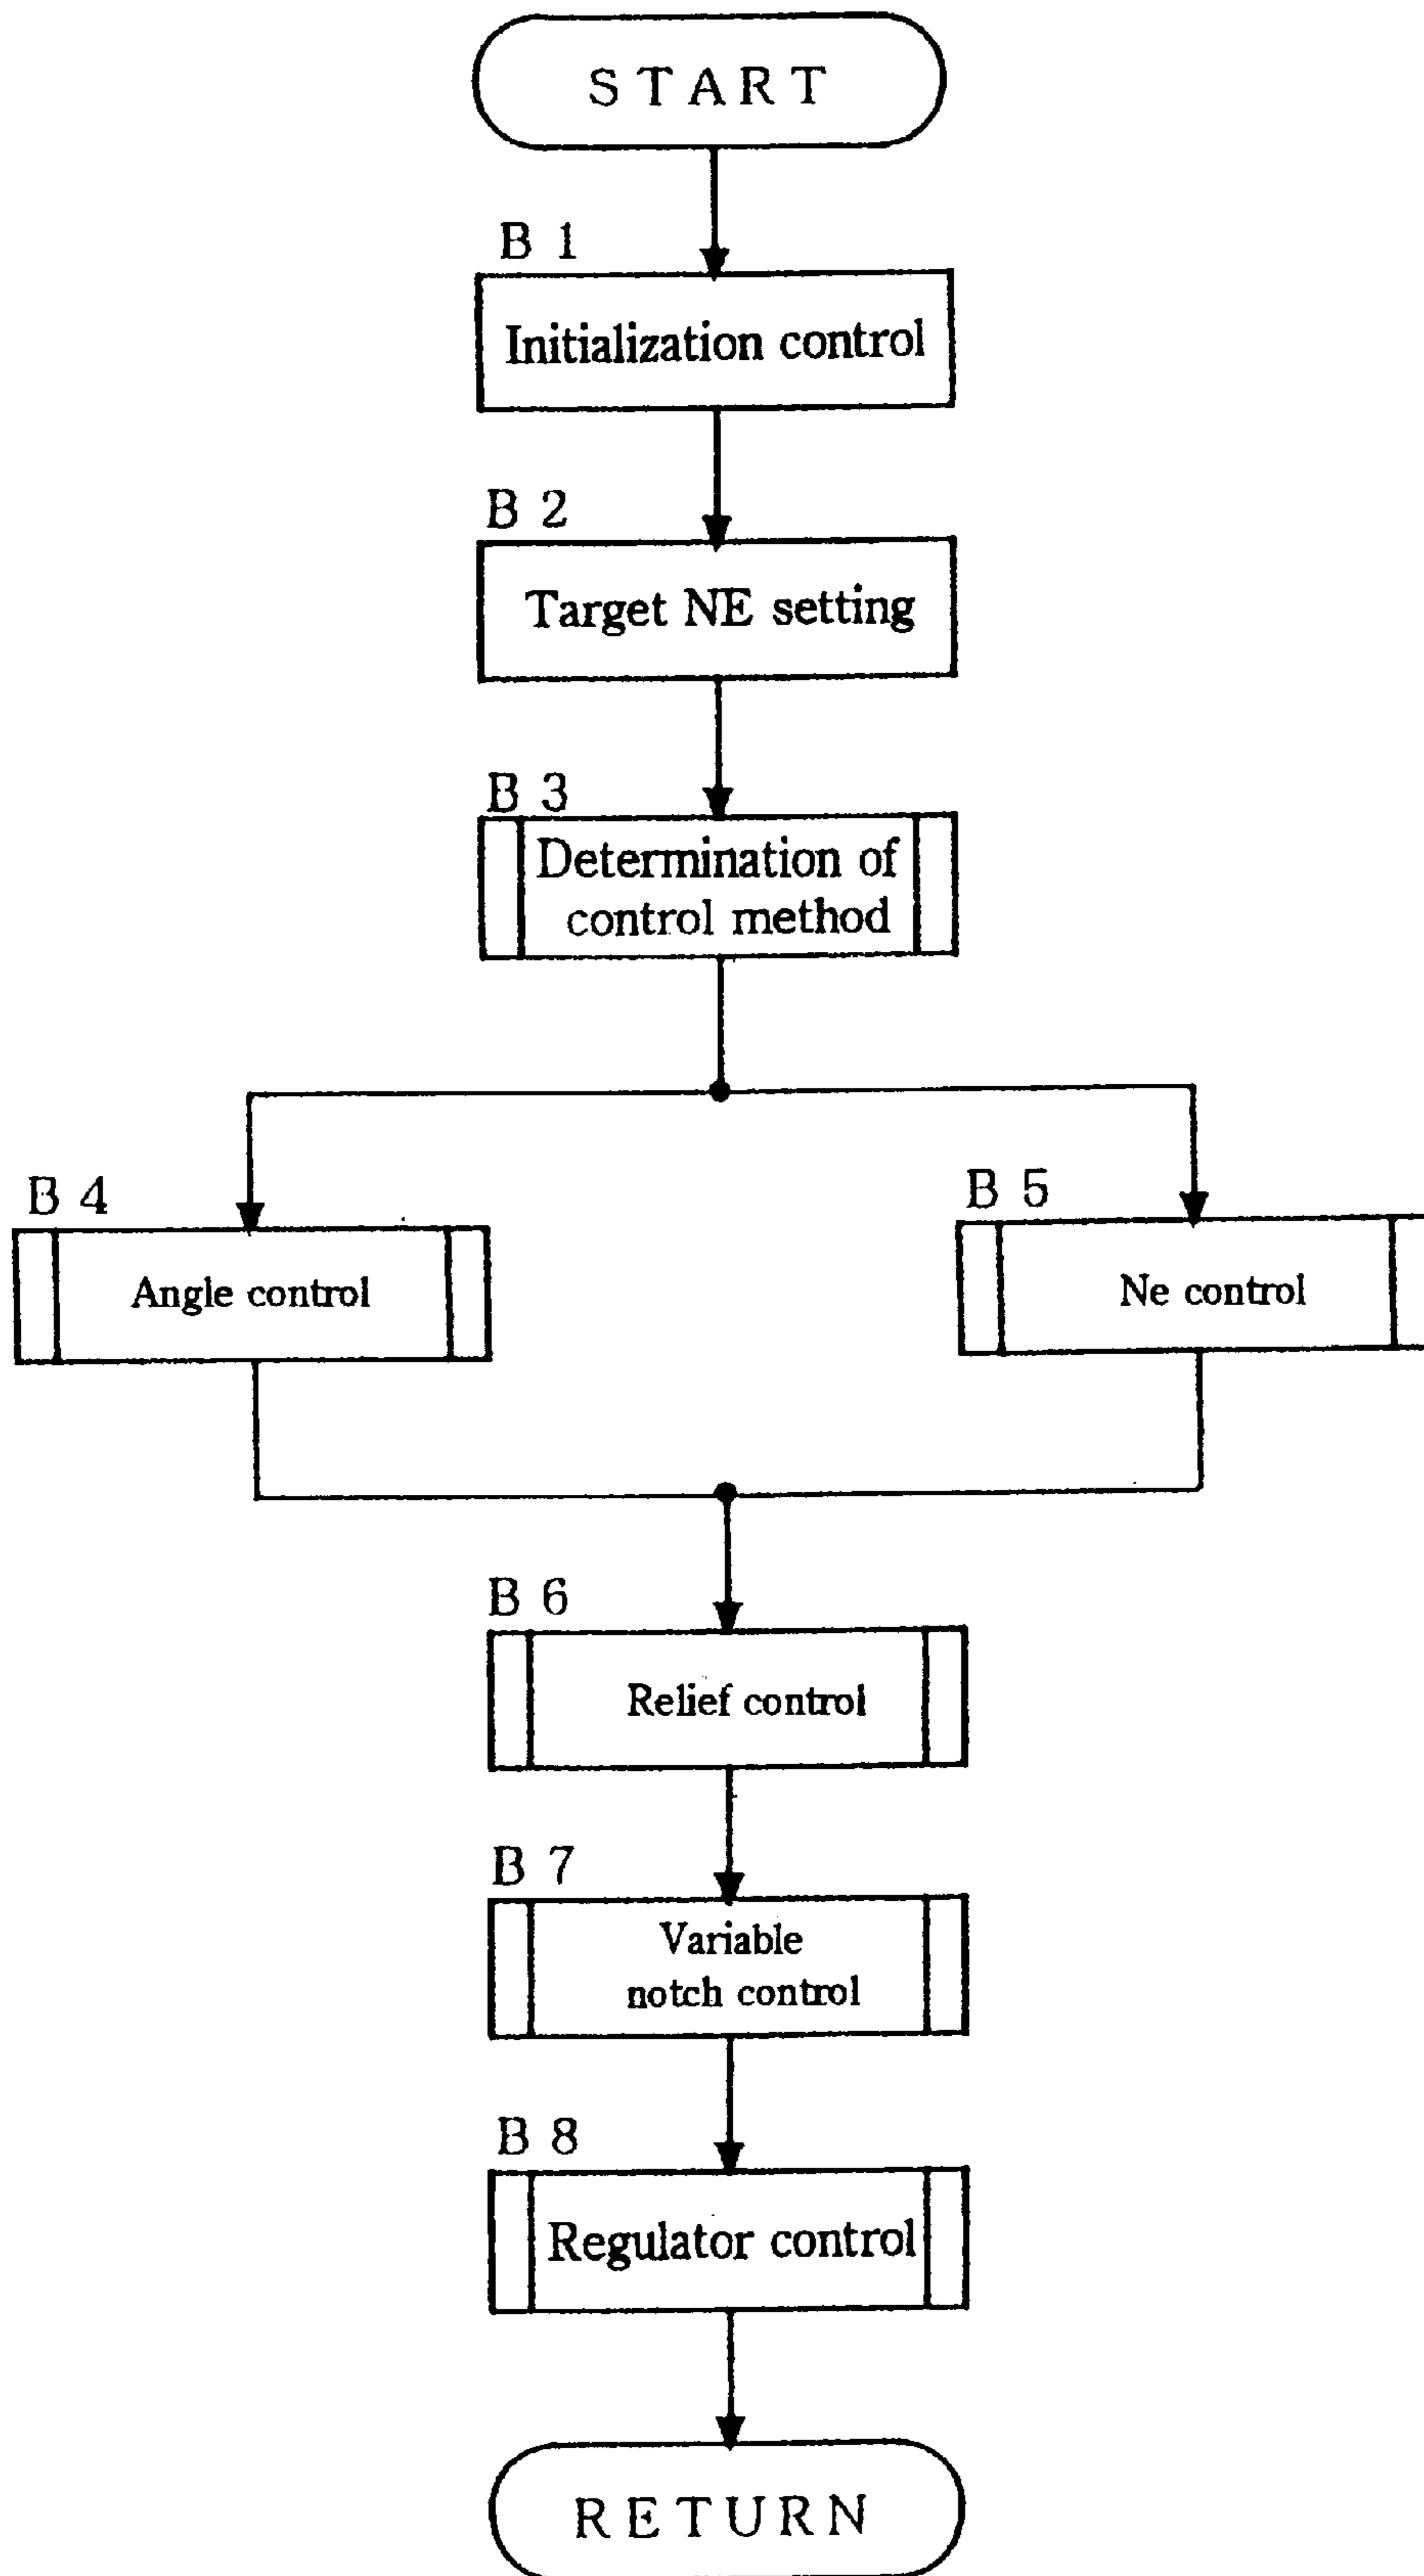 START
B 1
Initialization control
B 2
Target NE setting
B 3
Determination of
control method
B 4
Angle control
B 5
Ne control
B 6
Relief control
B 7
Variable
notch control
B 8
Regulator control
RETURN